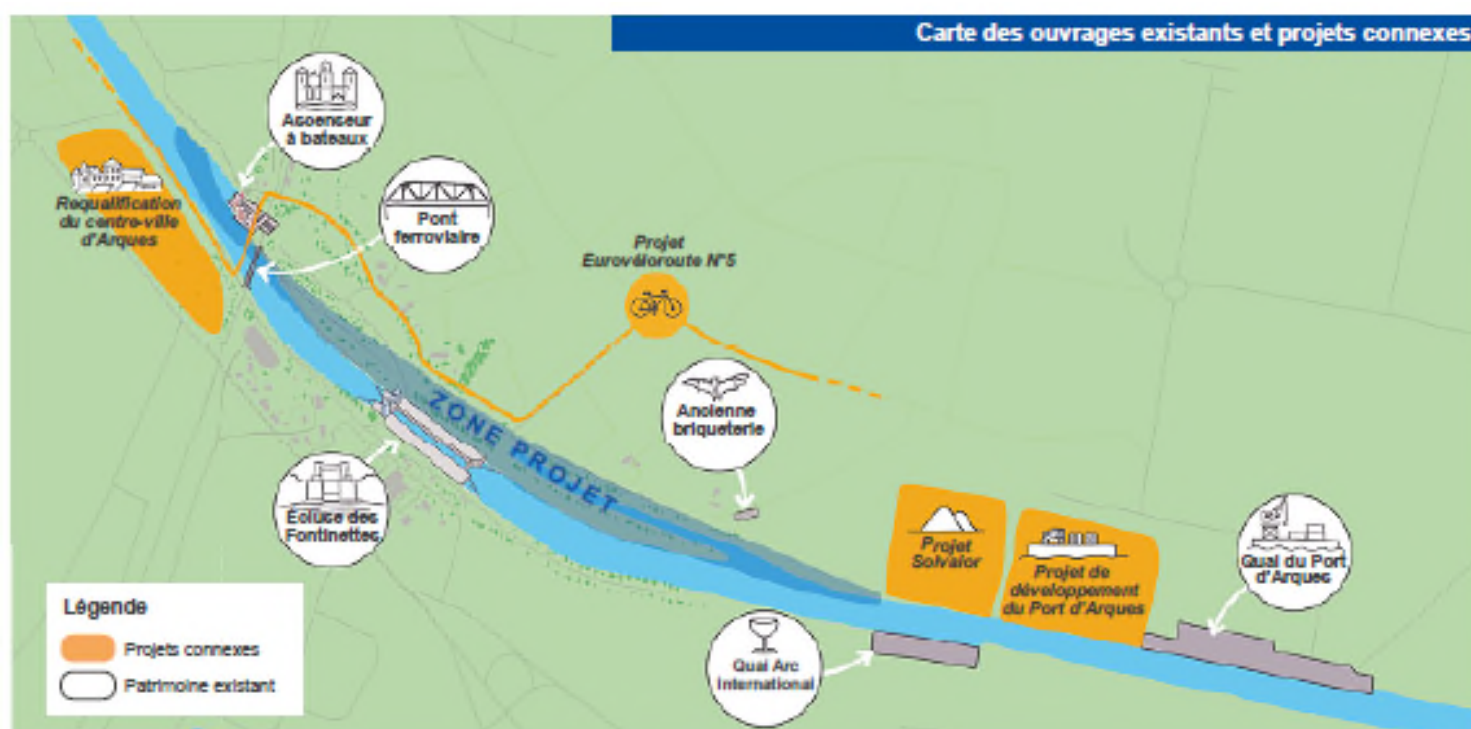 Carte des ouvrages existants et projets connexes
Ascenseur
à bateaux
Requalification
du centre-ville
d'Arques
Pont
ferroviaire
Projet
Eurovéloroute N°5
Ancienne
briqueterie
ZONE PROJET
Écluse des
Fontinettes
Projet
Solvalor
Projet de
développement
du Port d'Arques
Quai du Port
d'Arques
Quai Arc
International
Légende
Projets connexes
Patrimoine existant